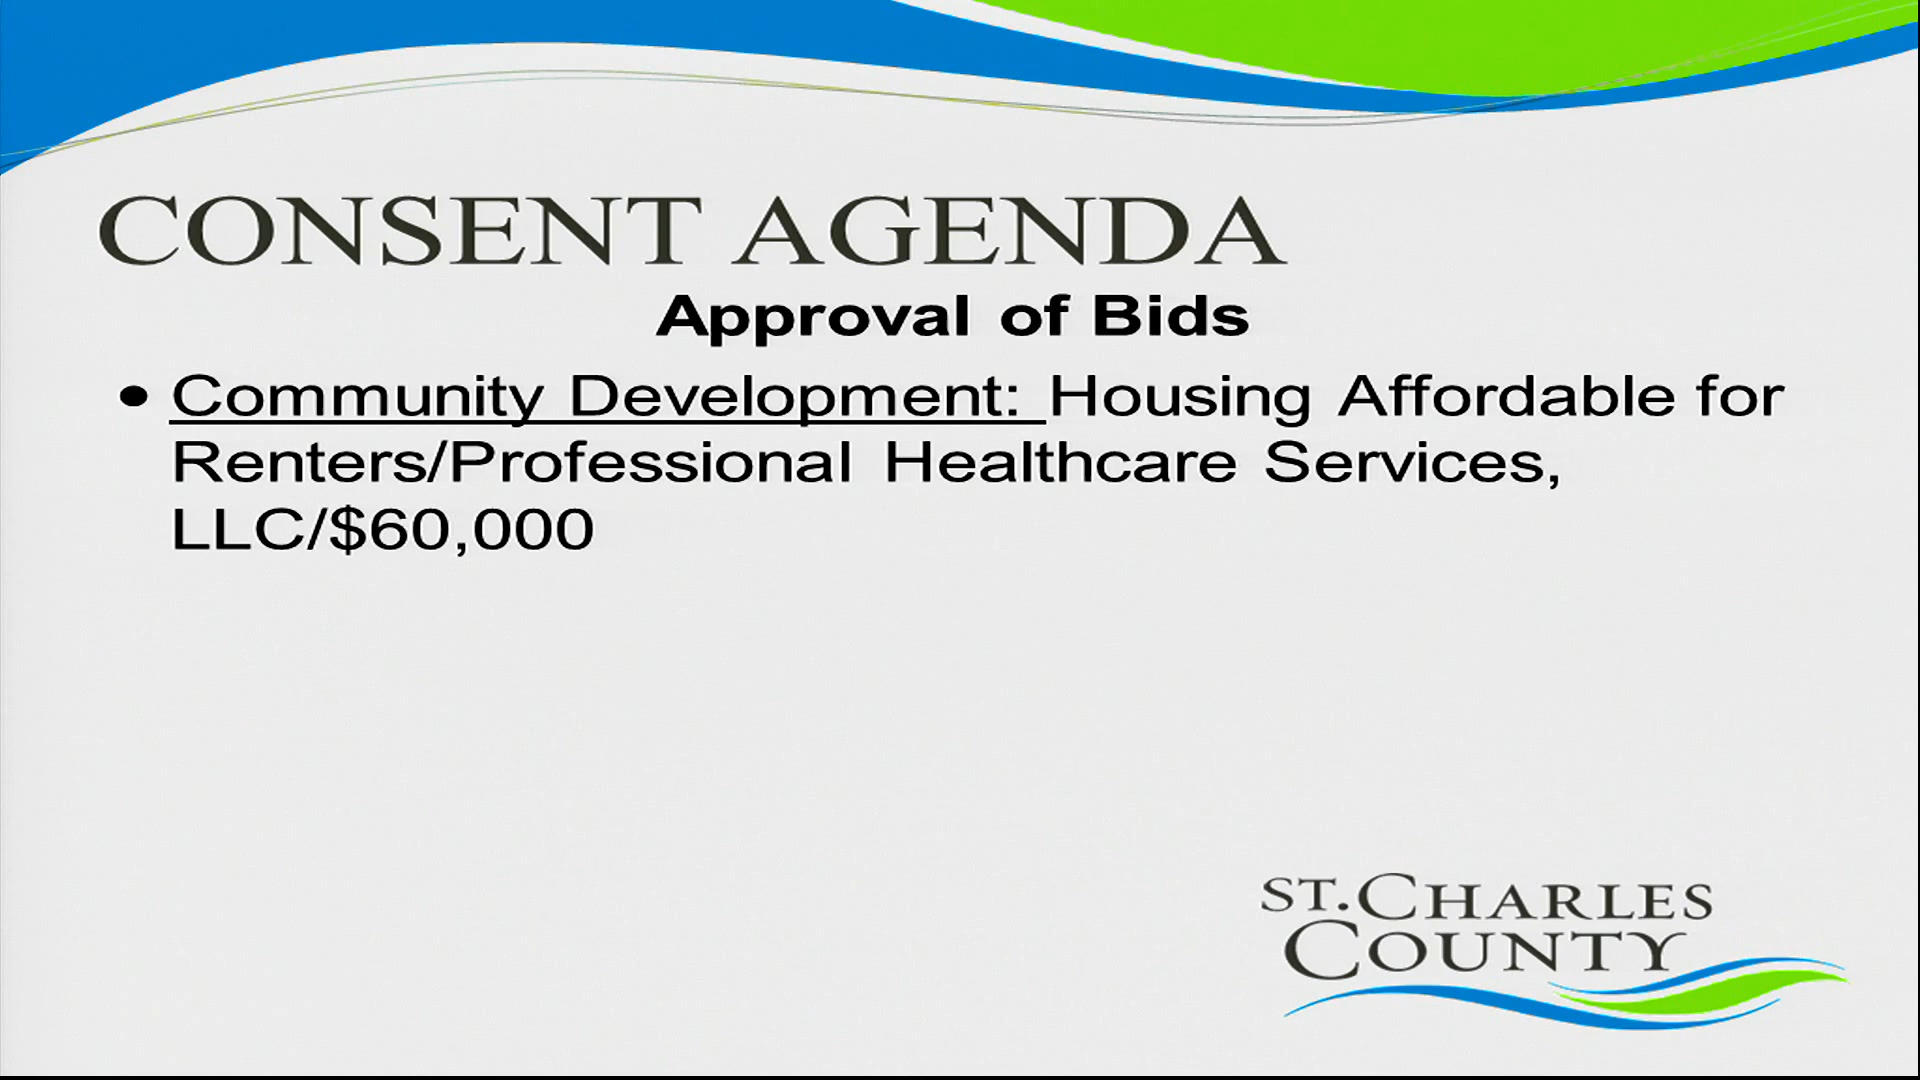 CONSENT AGENDA
Approval of Bids
• Community Development: Housing Affordable for
Renters/Professional Healthcare Services,
LLC/$60,000
ST. CHARLES
COUNTY